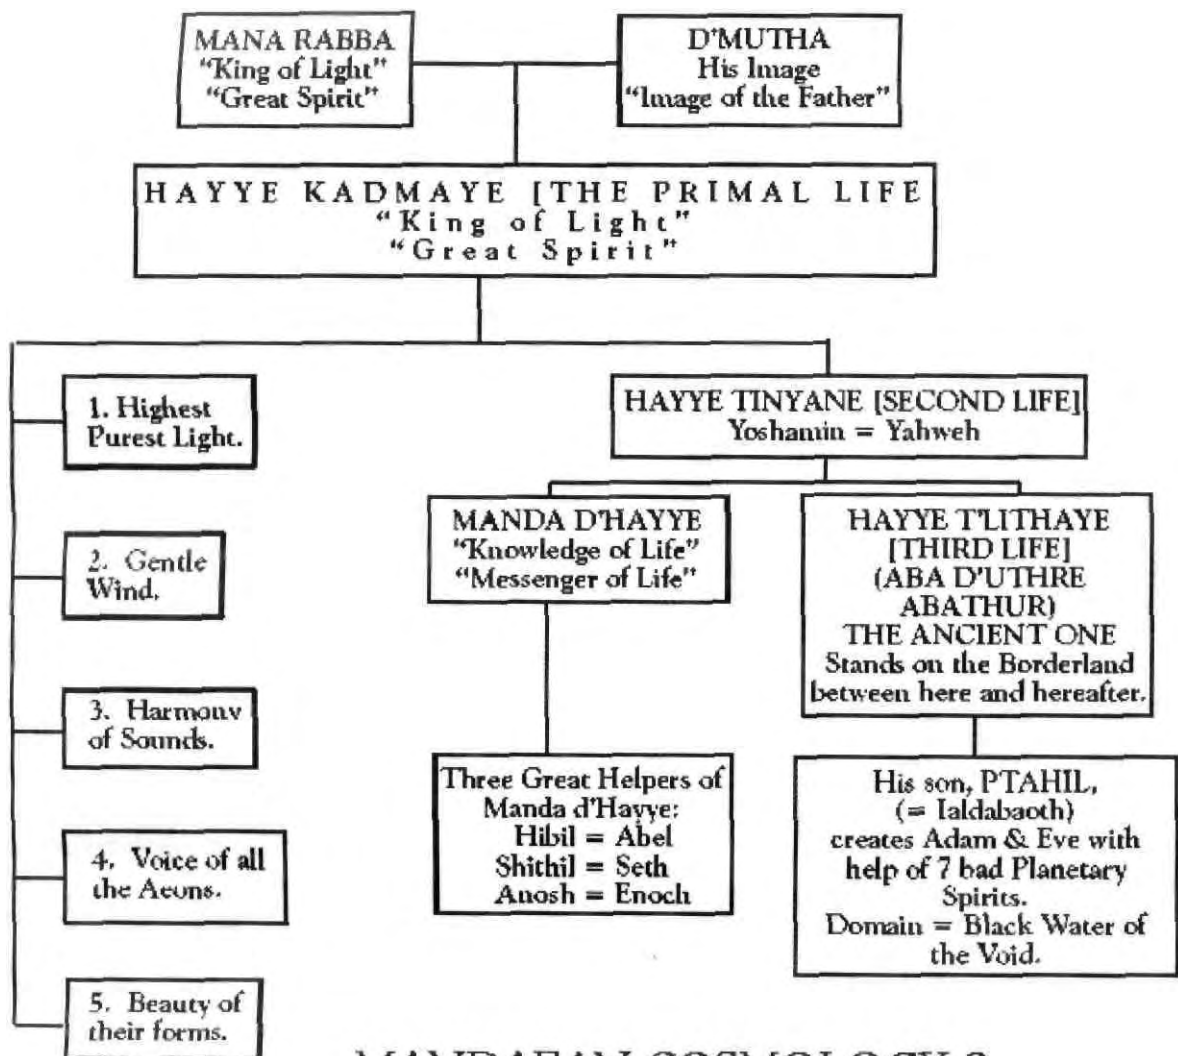 MANA RABBA
"King of Light"
"Great Spirit"
D'MUTHA
His Image
"Image of the Father"
HAYYE KADMAYE [THE PRIMAL LIFE
"King of Light"
"Great Spirit"
1. Highest
Purest Light.
2. Gentle
Wind.
3. Harmony
of Sounds.
4. Voice of all
the Aeons.
5. Beauty of
their forms.
HAYYE TINYANE [SECOND LIFE]
Yoshamin = Yahweh
MANDA D'HAYYE
"Knowledge of Life"
"Messenger of Life"
Three Great Helpers of
Manda d'Hayye:
Hibil = Abel
Shithil = Seth
Anosh = Enoch
HAYYE T'LITHAYE
[THIRD LIFE]
(ABA D'UTHRE
ABATHUR)
THE ANCIENT ONE
Stands on the Borderland
between here and hereafter.
His son, PTAHIL,
(= Ialdabaoth)
creates Adam & Eve with
help of 7 bad Planetary
Spirits.
Domain = Black Water of
the Void.